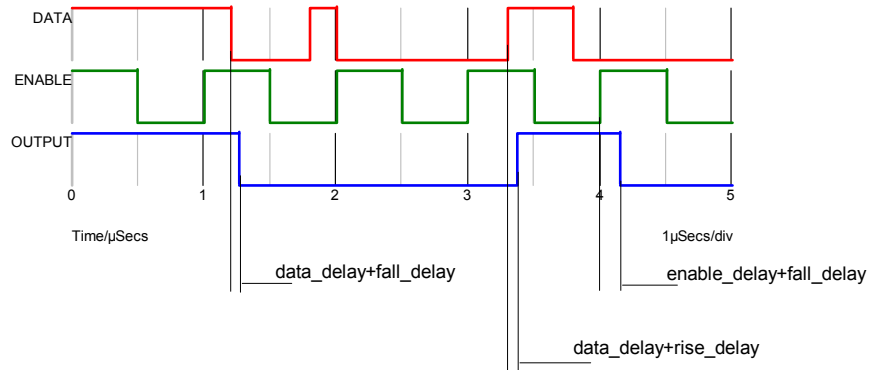 DATA
ENABLE
OUTPUT
0 1 2 3 4 5
Time/µSecs 1µSecs/div
data_delay+fall_delay enable_delay+fall_delay
data_delay+rise_delay